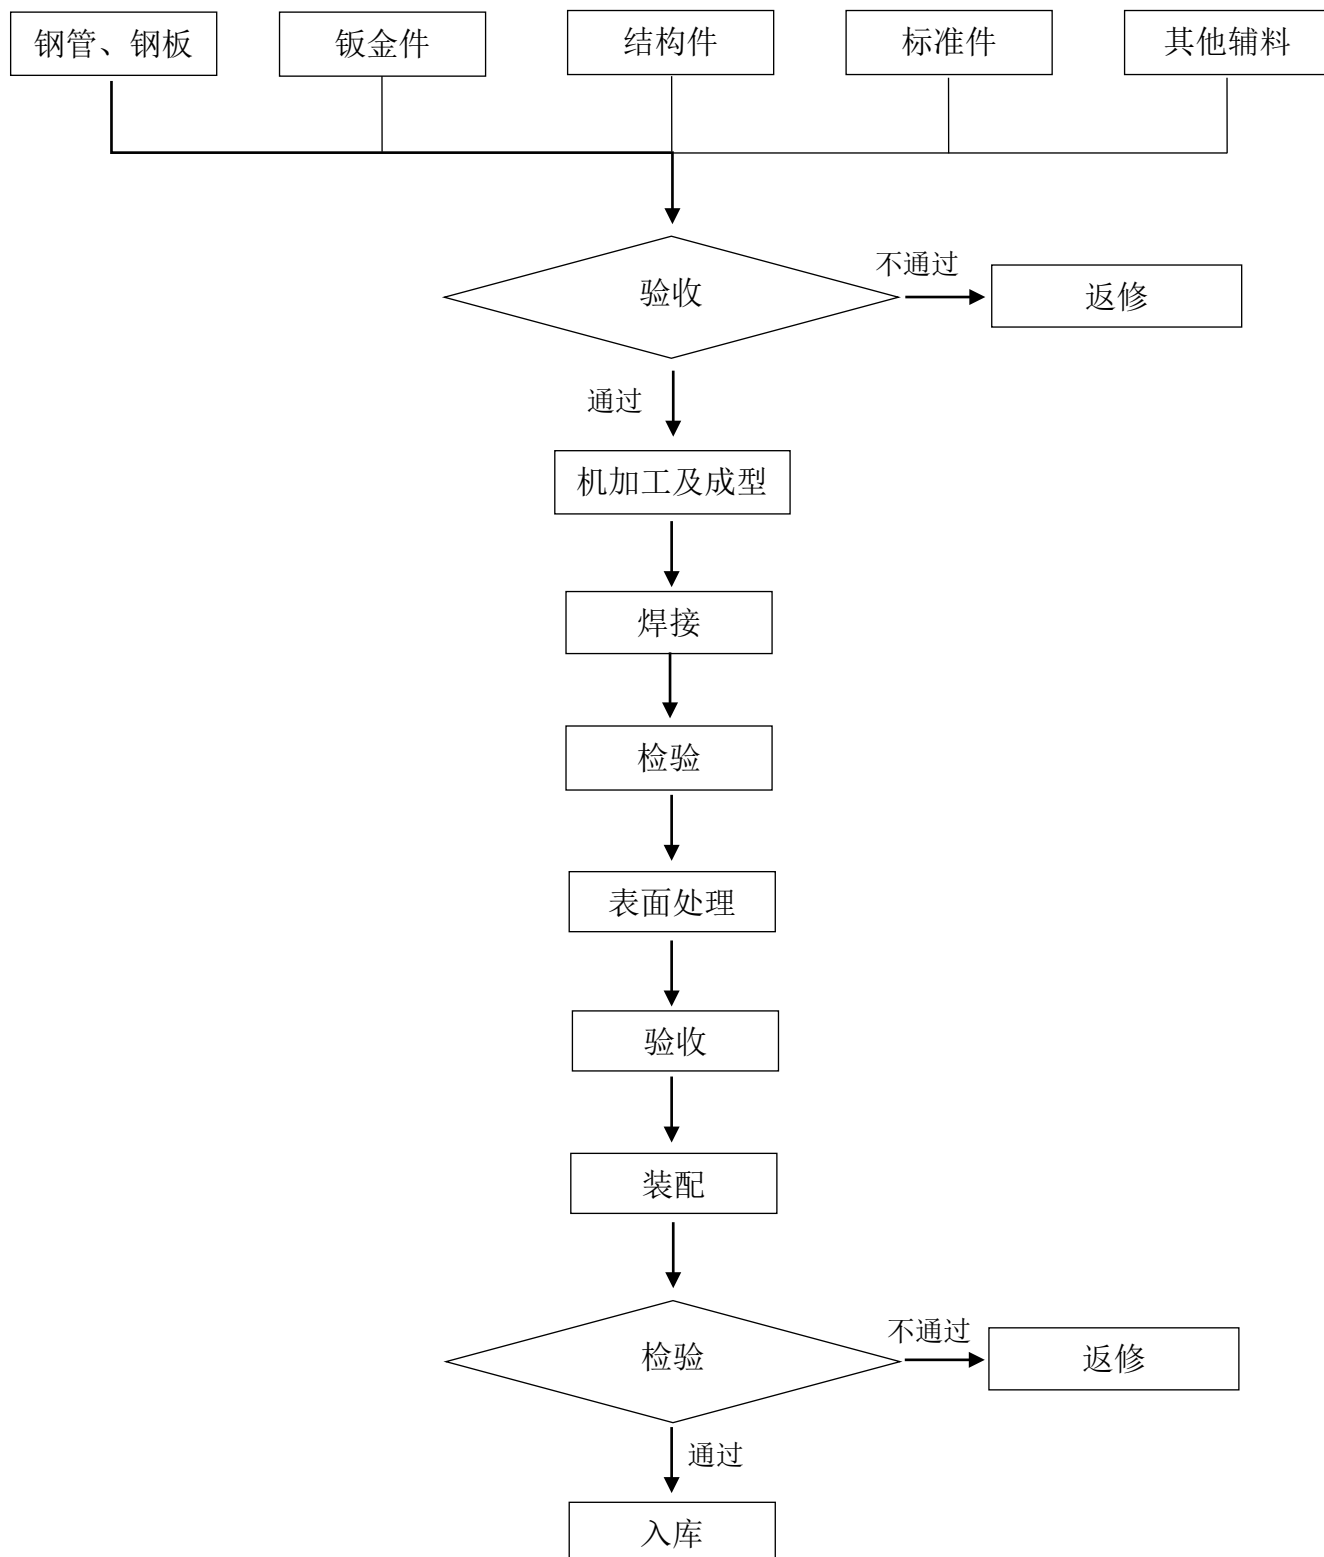 钢管、钢板
钣金件
结构件
标准件
其他辅料
验收
不通过
返修
通过
机加工及成型
焊接
检验
表面处理
验收
装配
检验
不通过
返修
通过
入库